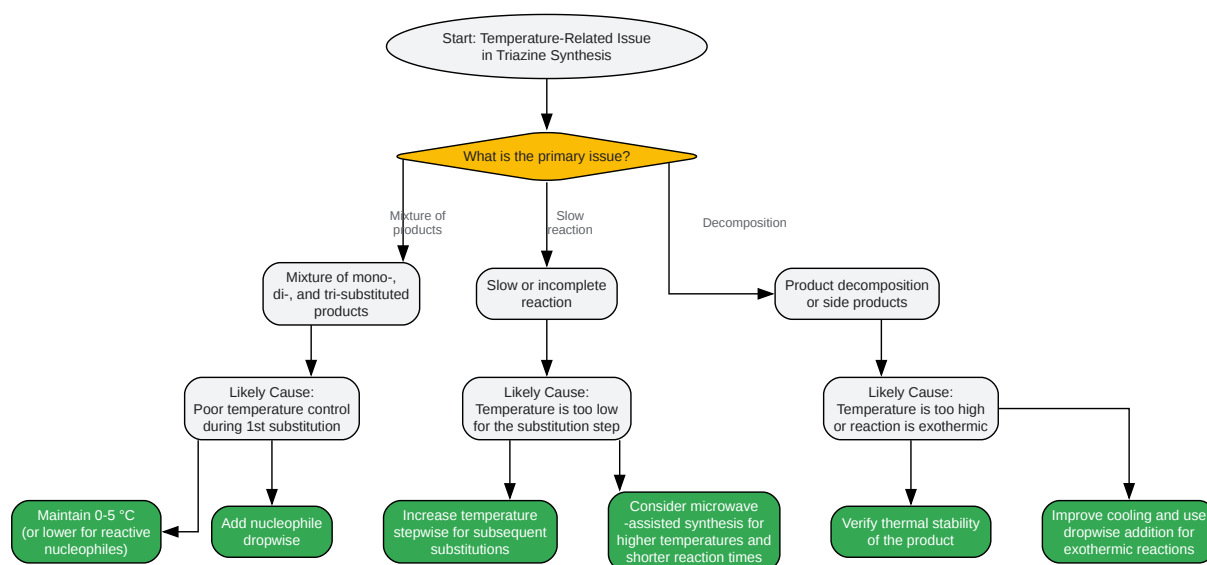 Start: Temperature-Related Issue
in Triazine Synthesis
What is the primary issue?
Mixture of
products
Slow
reaction
Decomposition
Mixture of mono-,
di-, and tri-substituted
products
Slow or incomplete
reaction
Product decomposition
or side products
Likely Cause:
Poor temperature control
during 1st substitution
Likely Cause:
Temperature is too low
for the substitution step
Likely Cause:
Temperature is too high
or reaction is exothermic
Maintain 0-5 °C
(or lower for reactive
nucleophiles)
Add nucleophile
dropwise
Increase temperature
stepwise for subsequent
substitutions
Consider microwave
-assisted synthesis for
higher temperatures and
shorter reaction times
Verify thermal stability
of the product
Improve cooling and use
dropwise addition for
exothermic reactions